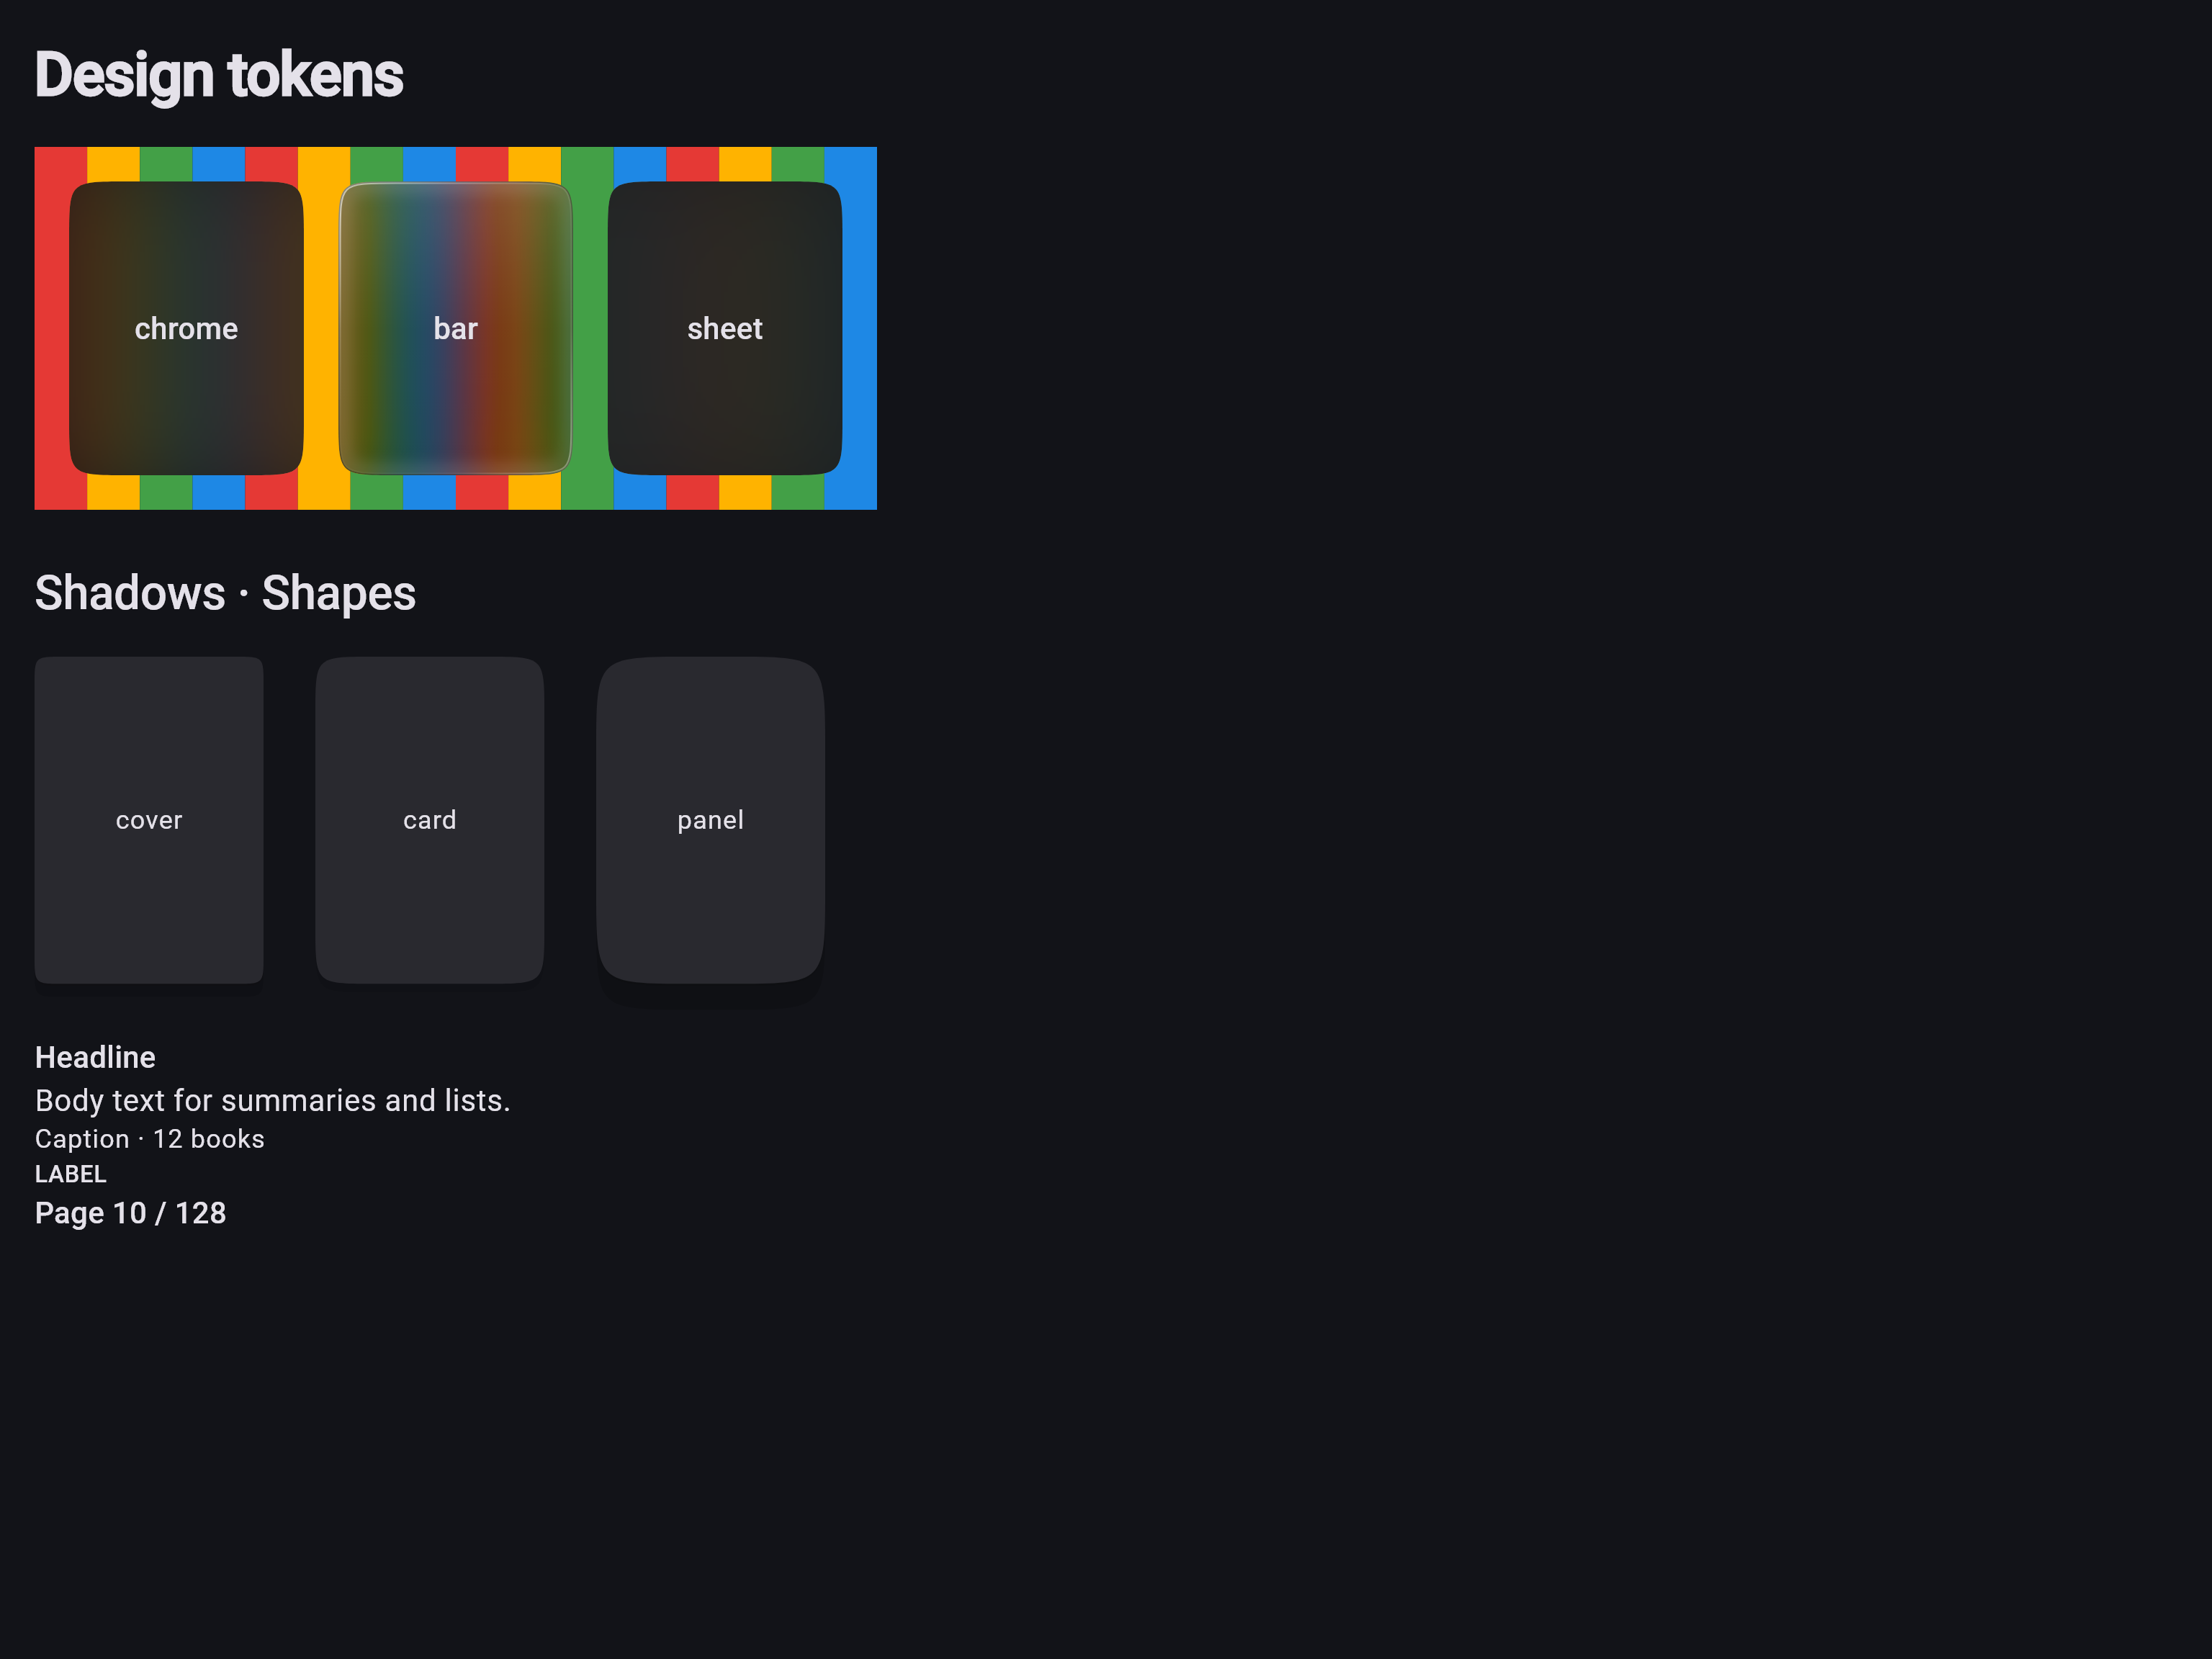 Design tokens
chrome
bar
sheet
Shadows · Shapes
cover
card
panel
Headline
Body text for summaries and lists.
Caption · 12 books
LABEL
Page 10 / 128